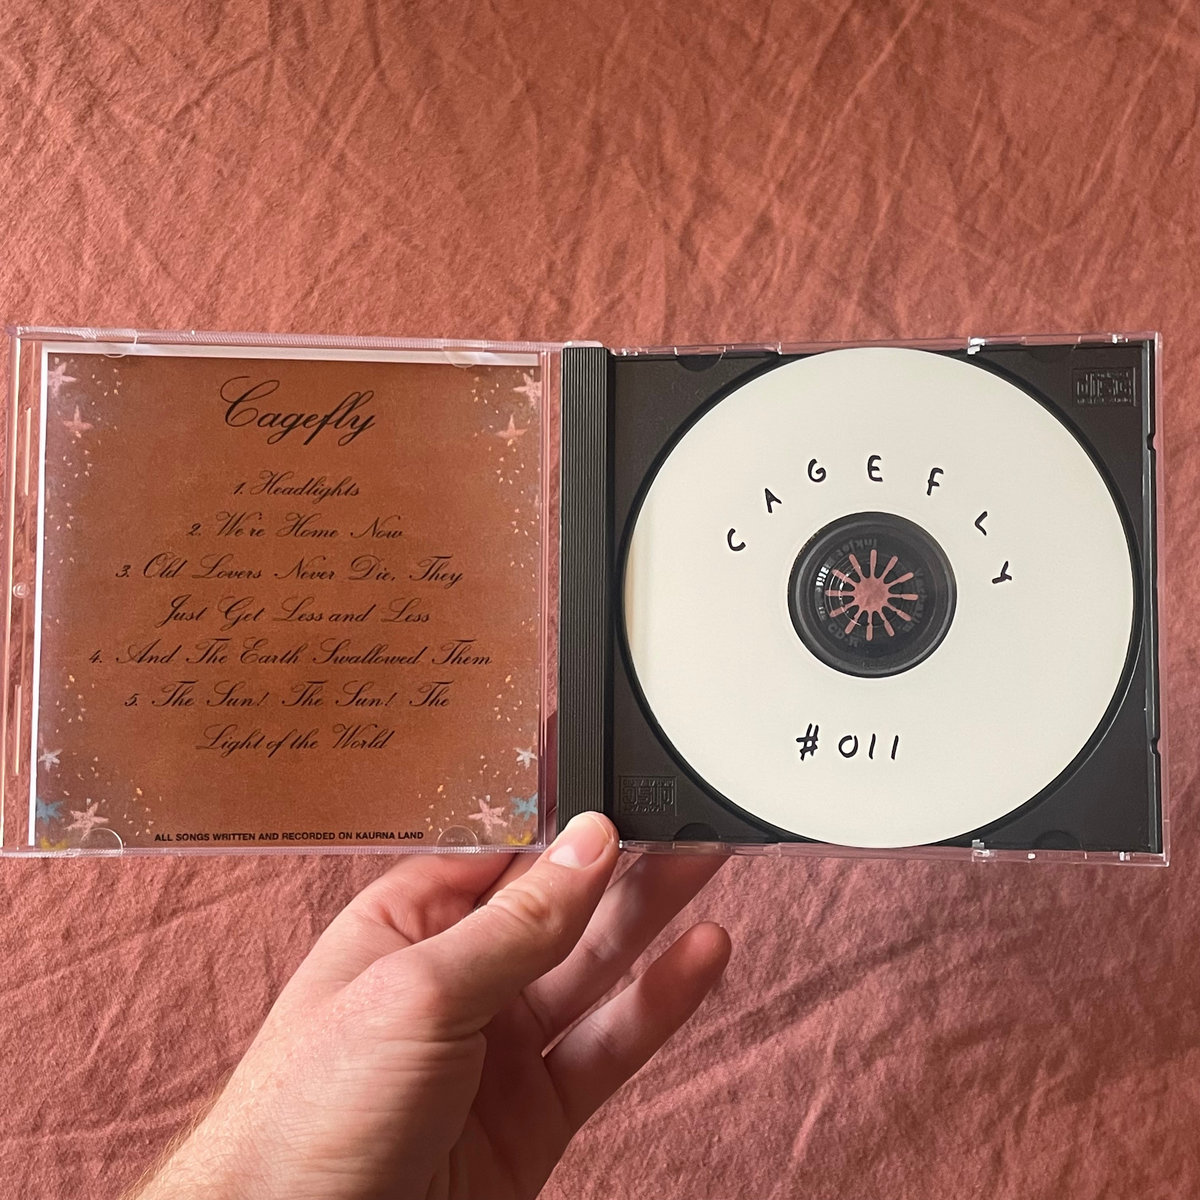 Cagefly
1. Headlights
2. We're Home Now
3. Old Lovers Never Die, They
Just Get Less and Less
4. And The Earth Swallowed Them
5. The Sun! The Sun! The
Light of the World
ALL SONGS WRITTEN AND RECORDED ON KAURNA LAND
CAGEFLY
#011
DISC